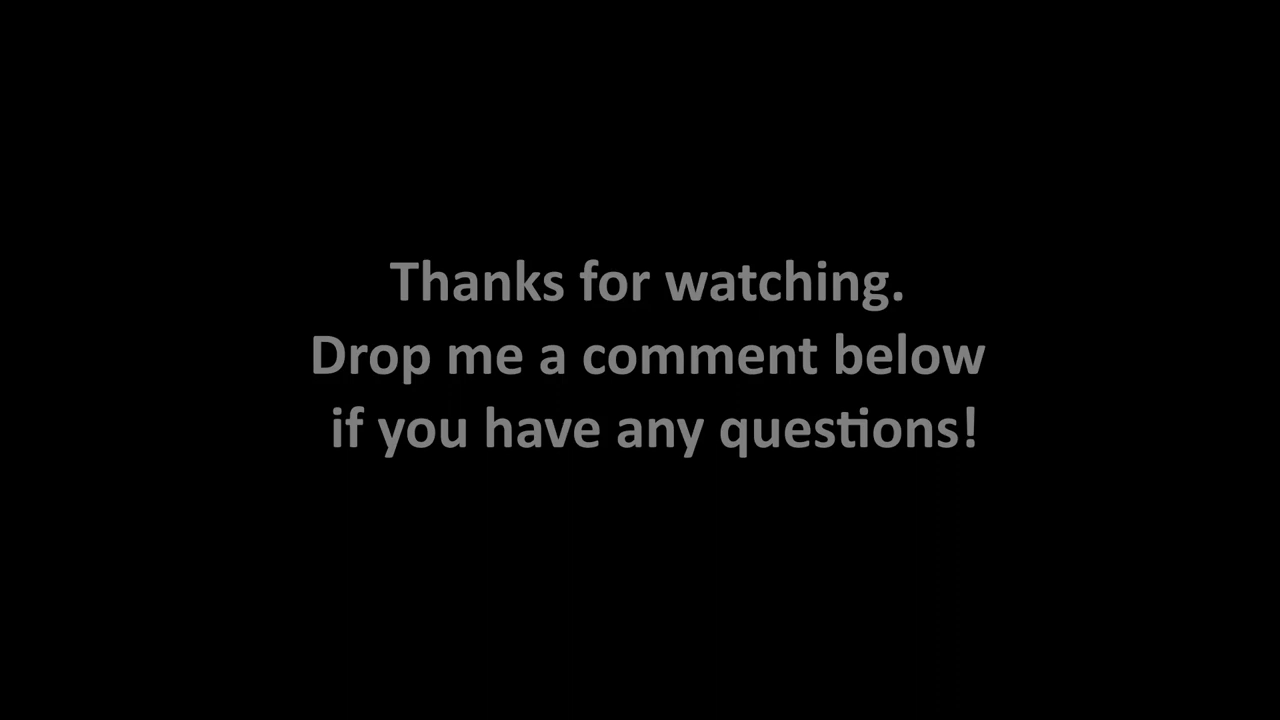 Thanks for watching.
Drop me a comment below
if you have any questions!